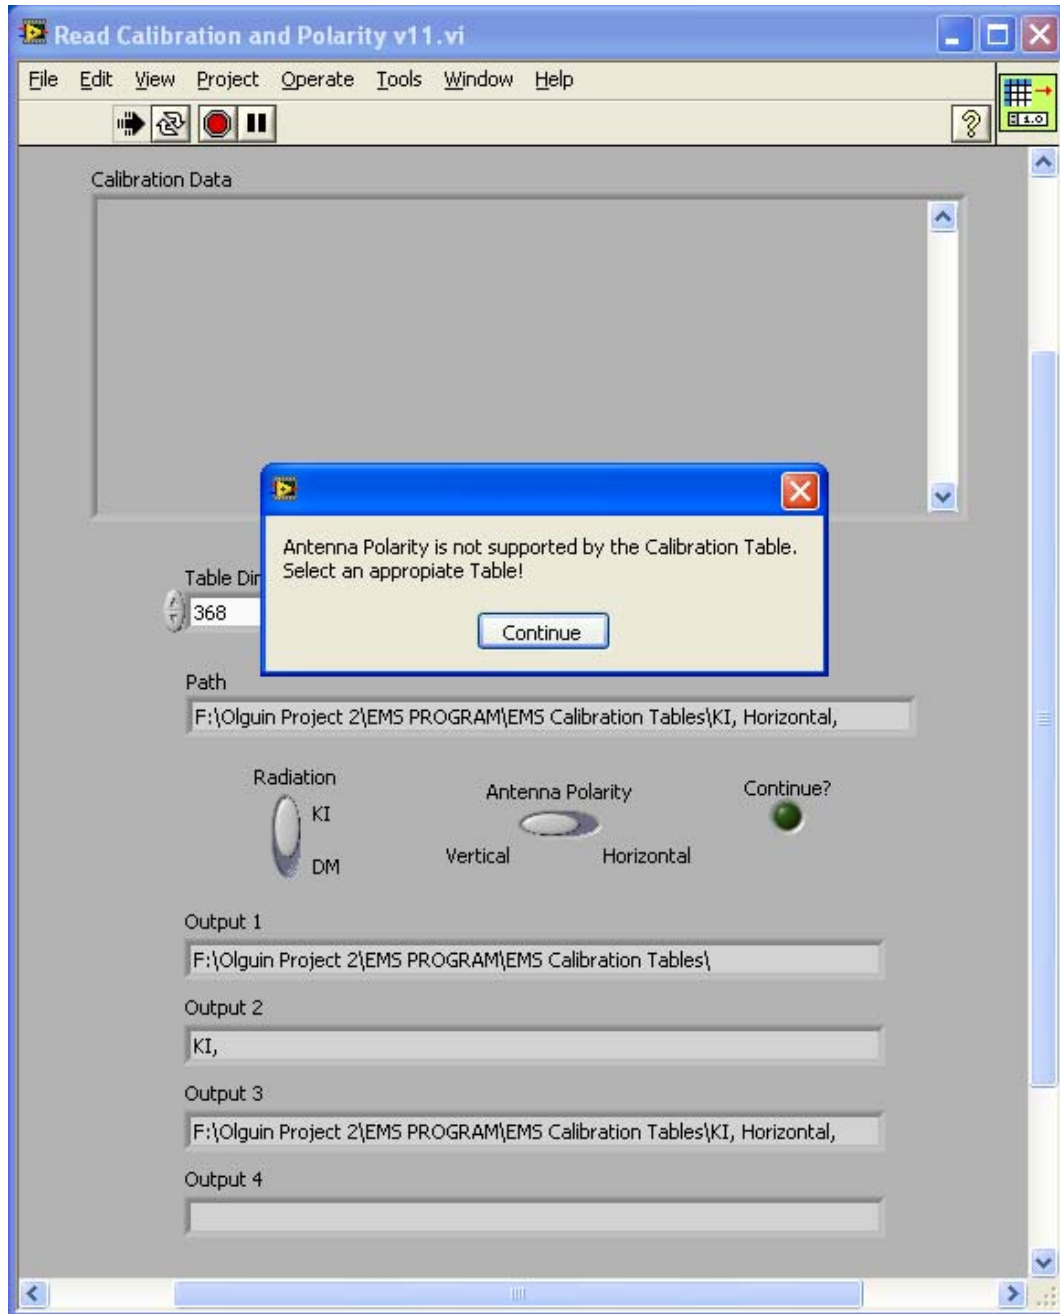 Read Calibration and Polarity v11.vi
File Edit View Project Operate Tools Window Help
1.0
Calibration Data
Antenna Polarity is not supported by the Calibration Table.
Select an appropiate Table!
Continue
Table Dir
368
Path
F:\Olguin Project 2\EMS PROGRAM\EMS Calibration Tables\KI, Horizontal,
Radiation
KI
DM
Antenna Polarity
Vertical Horizontal
Continue?
Output 1
F:\Olguin Project 2\EMS PROGRAM\EMS Calibration Tables\
Output 2
KI,
Output 3
F:\Olguin Project 2\EMS PROGRAM\EMS Calibration Tables\KI, Horizontal,
Output 4